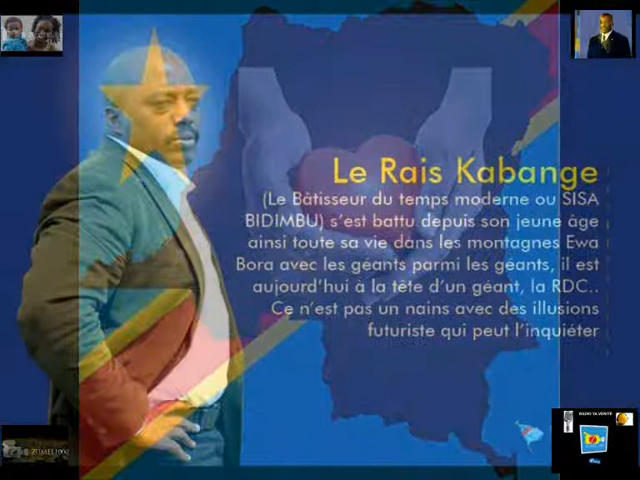 Le Rais Kabange
(Le Bâtisseur du temps moderne ou SISA
BIDIMBU) s'est battu depuis son jeune âge
ainsi toute sa vie dans les montagnes Ewa
Bora avec les géants parmi les géants, il est
aujourd'hui à la tête d'un géant, la RDC..
Ce n'est pas un nains avec des illusions
futuriste qui peut l'inquiéter